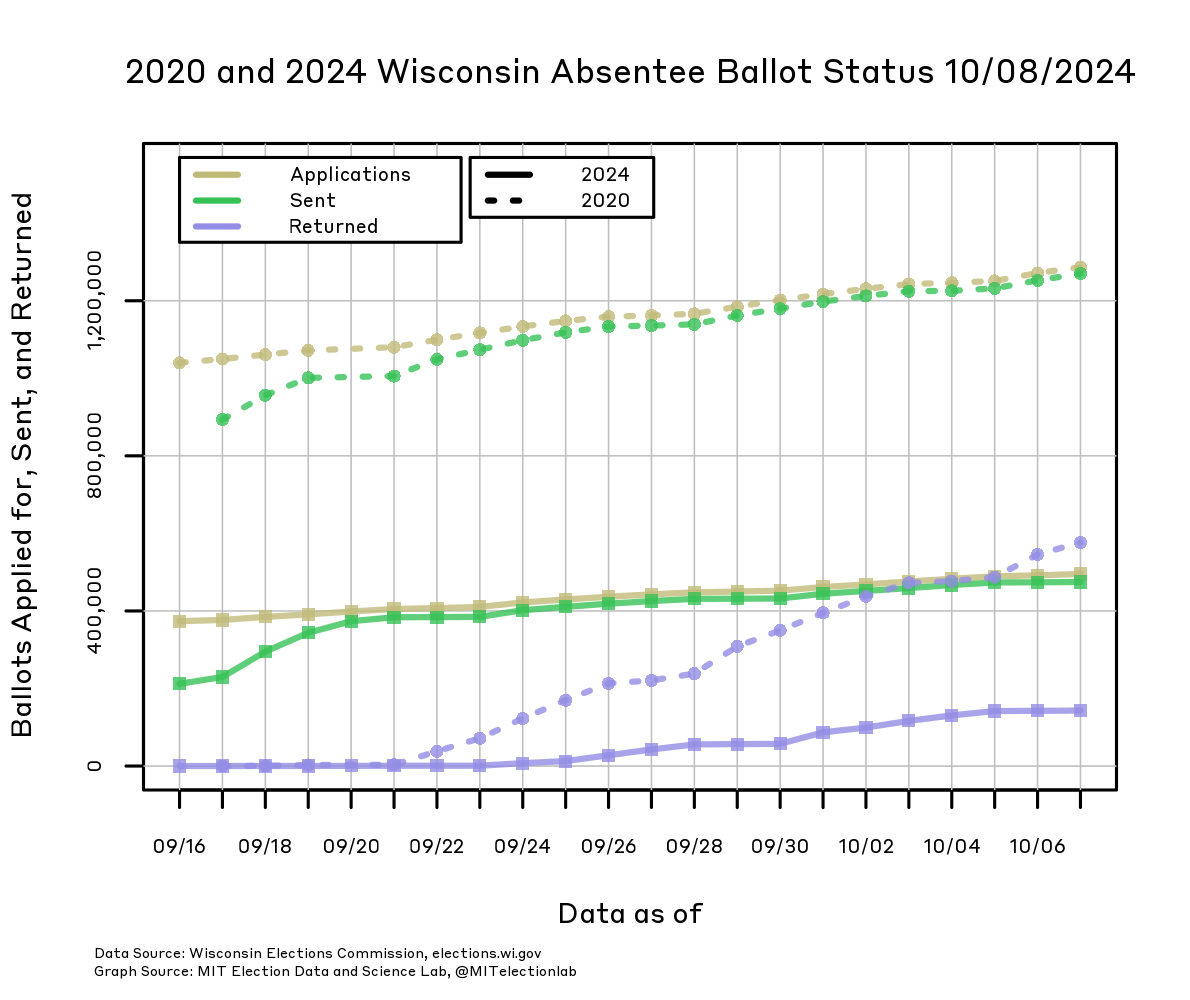 2020 and 2024 Wisconsin Absentee Ballot Status 10/08/2024
Applications
Sent
Returned
2024
2020
Ballots Applied for, Sent, and Returned
1,200,000
800,000
400,000
0
09/16 09/18 09/20 09/22 09/24 09/26 09/28 09/30 10/02 10/04 10/06
Data as of
Data Source: Wisconsin Elections Commission, elections.wi.gov
Graph Source: MIT Election Data and Science Lab, @MITelectionlab